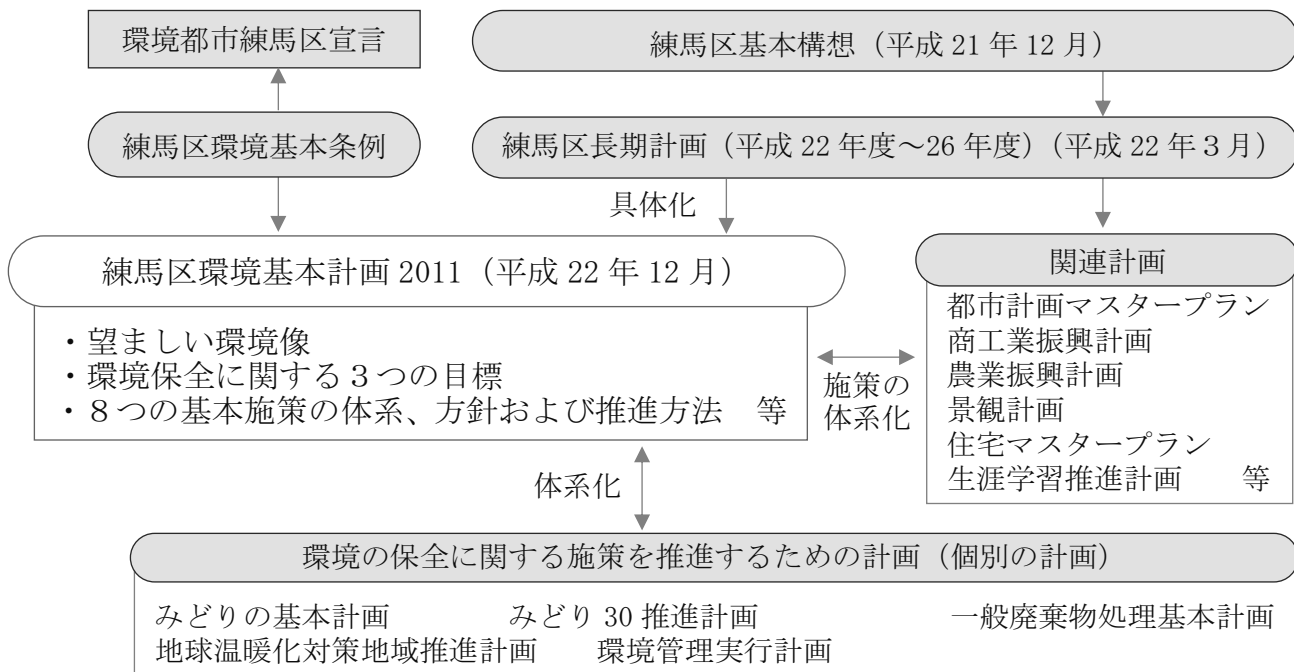 環境都市練馬区宣言
練馬区基本構想（平成 21 年 12 月）
練馬区環境基本条例
練馬区長期計画（平成 22 年度～26 年度）（平成 22 年３月）
具体化
練馬区環境基本計画 2011（平成 22 年 12 月）
・望ましい環境像
・環境保全に関する３つの目標
・８つの基本施策の体系、方針および推進方法　等
施策の
体系化
関連計画
都市計画マスタープラン
商工業振興計画
農業振興計画
景観計画
住宅マスタープラン
生涯学習推進計画　等
体系化
環境の保全に関する施策を推進するための計画（個別の計画）
みどりの基本計画　みどり 30 推進計画　一般廃棄物処理基本計画
地球温暖化対策地域推進計画　環境管理実行計画